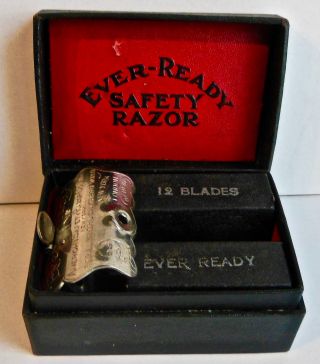 EVER-READY
SAFETY
RAZOR
12 BLADES
EVER READY